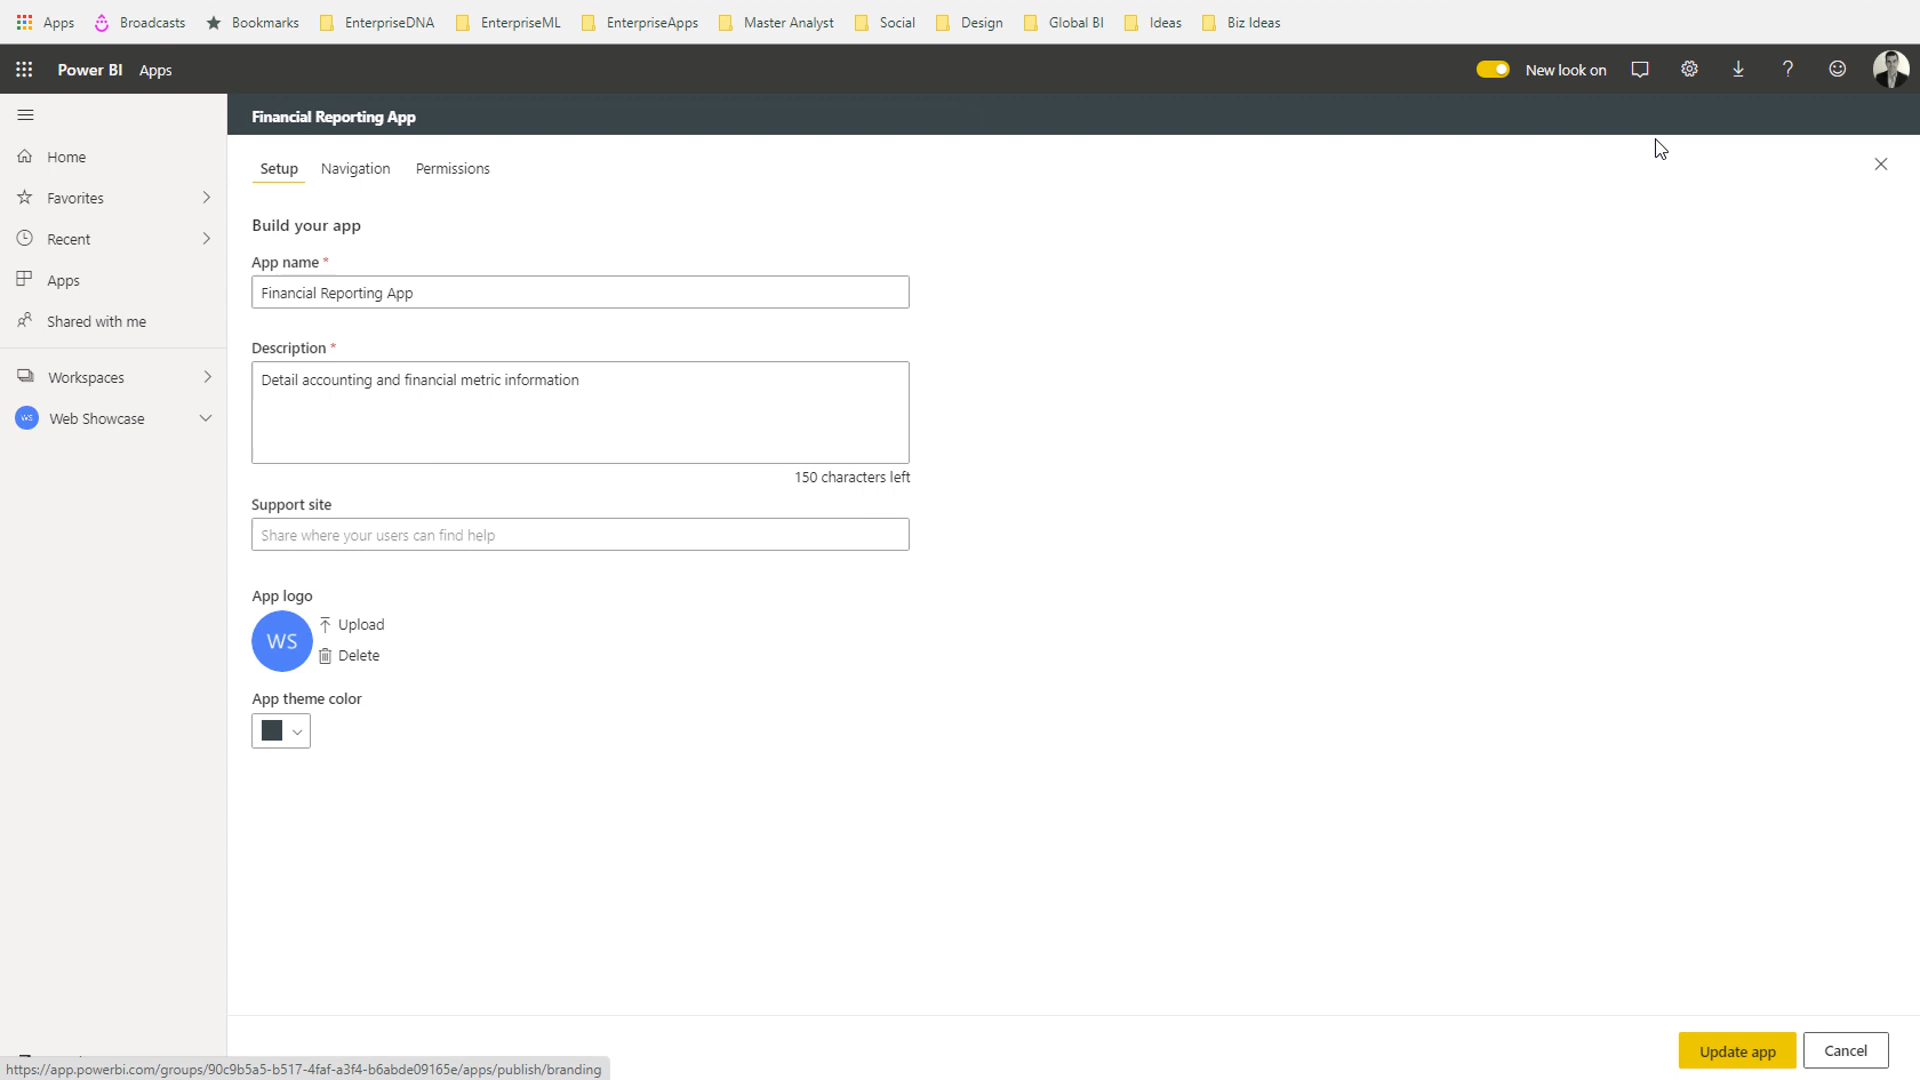 Apps Broadcasts Bookmarks EnterpriseDNA EnterpriseML EnterpriseApps Master Analyst Social Design Global BI Ideas Biz Ideas
Power BI Apps New look on ?
Financial Reporting App
Home
Favorites
Recent
Apps
Shared with me
Workspaces
WS Web Showcase
Setup Navigation Permissions
Build your app
App name *
Financial Reporting App
Description *
Detail accounting and financial metric information
150 characters left
Support site
Share where your users can find help
App logo
WS
Upload
Delete
App theme color
Update app Cancel
https://app.powerbi.com/groups/90c9b5a5-b517-4faf-a3f4-b6abde09165e/apps/publish/branding